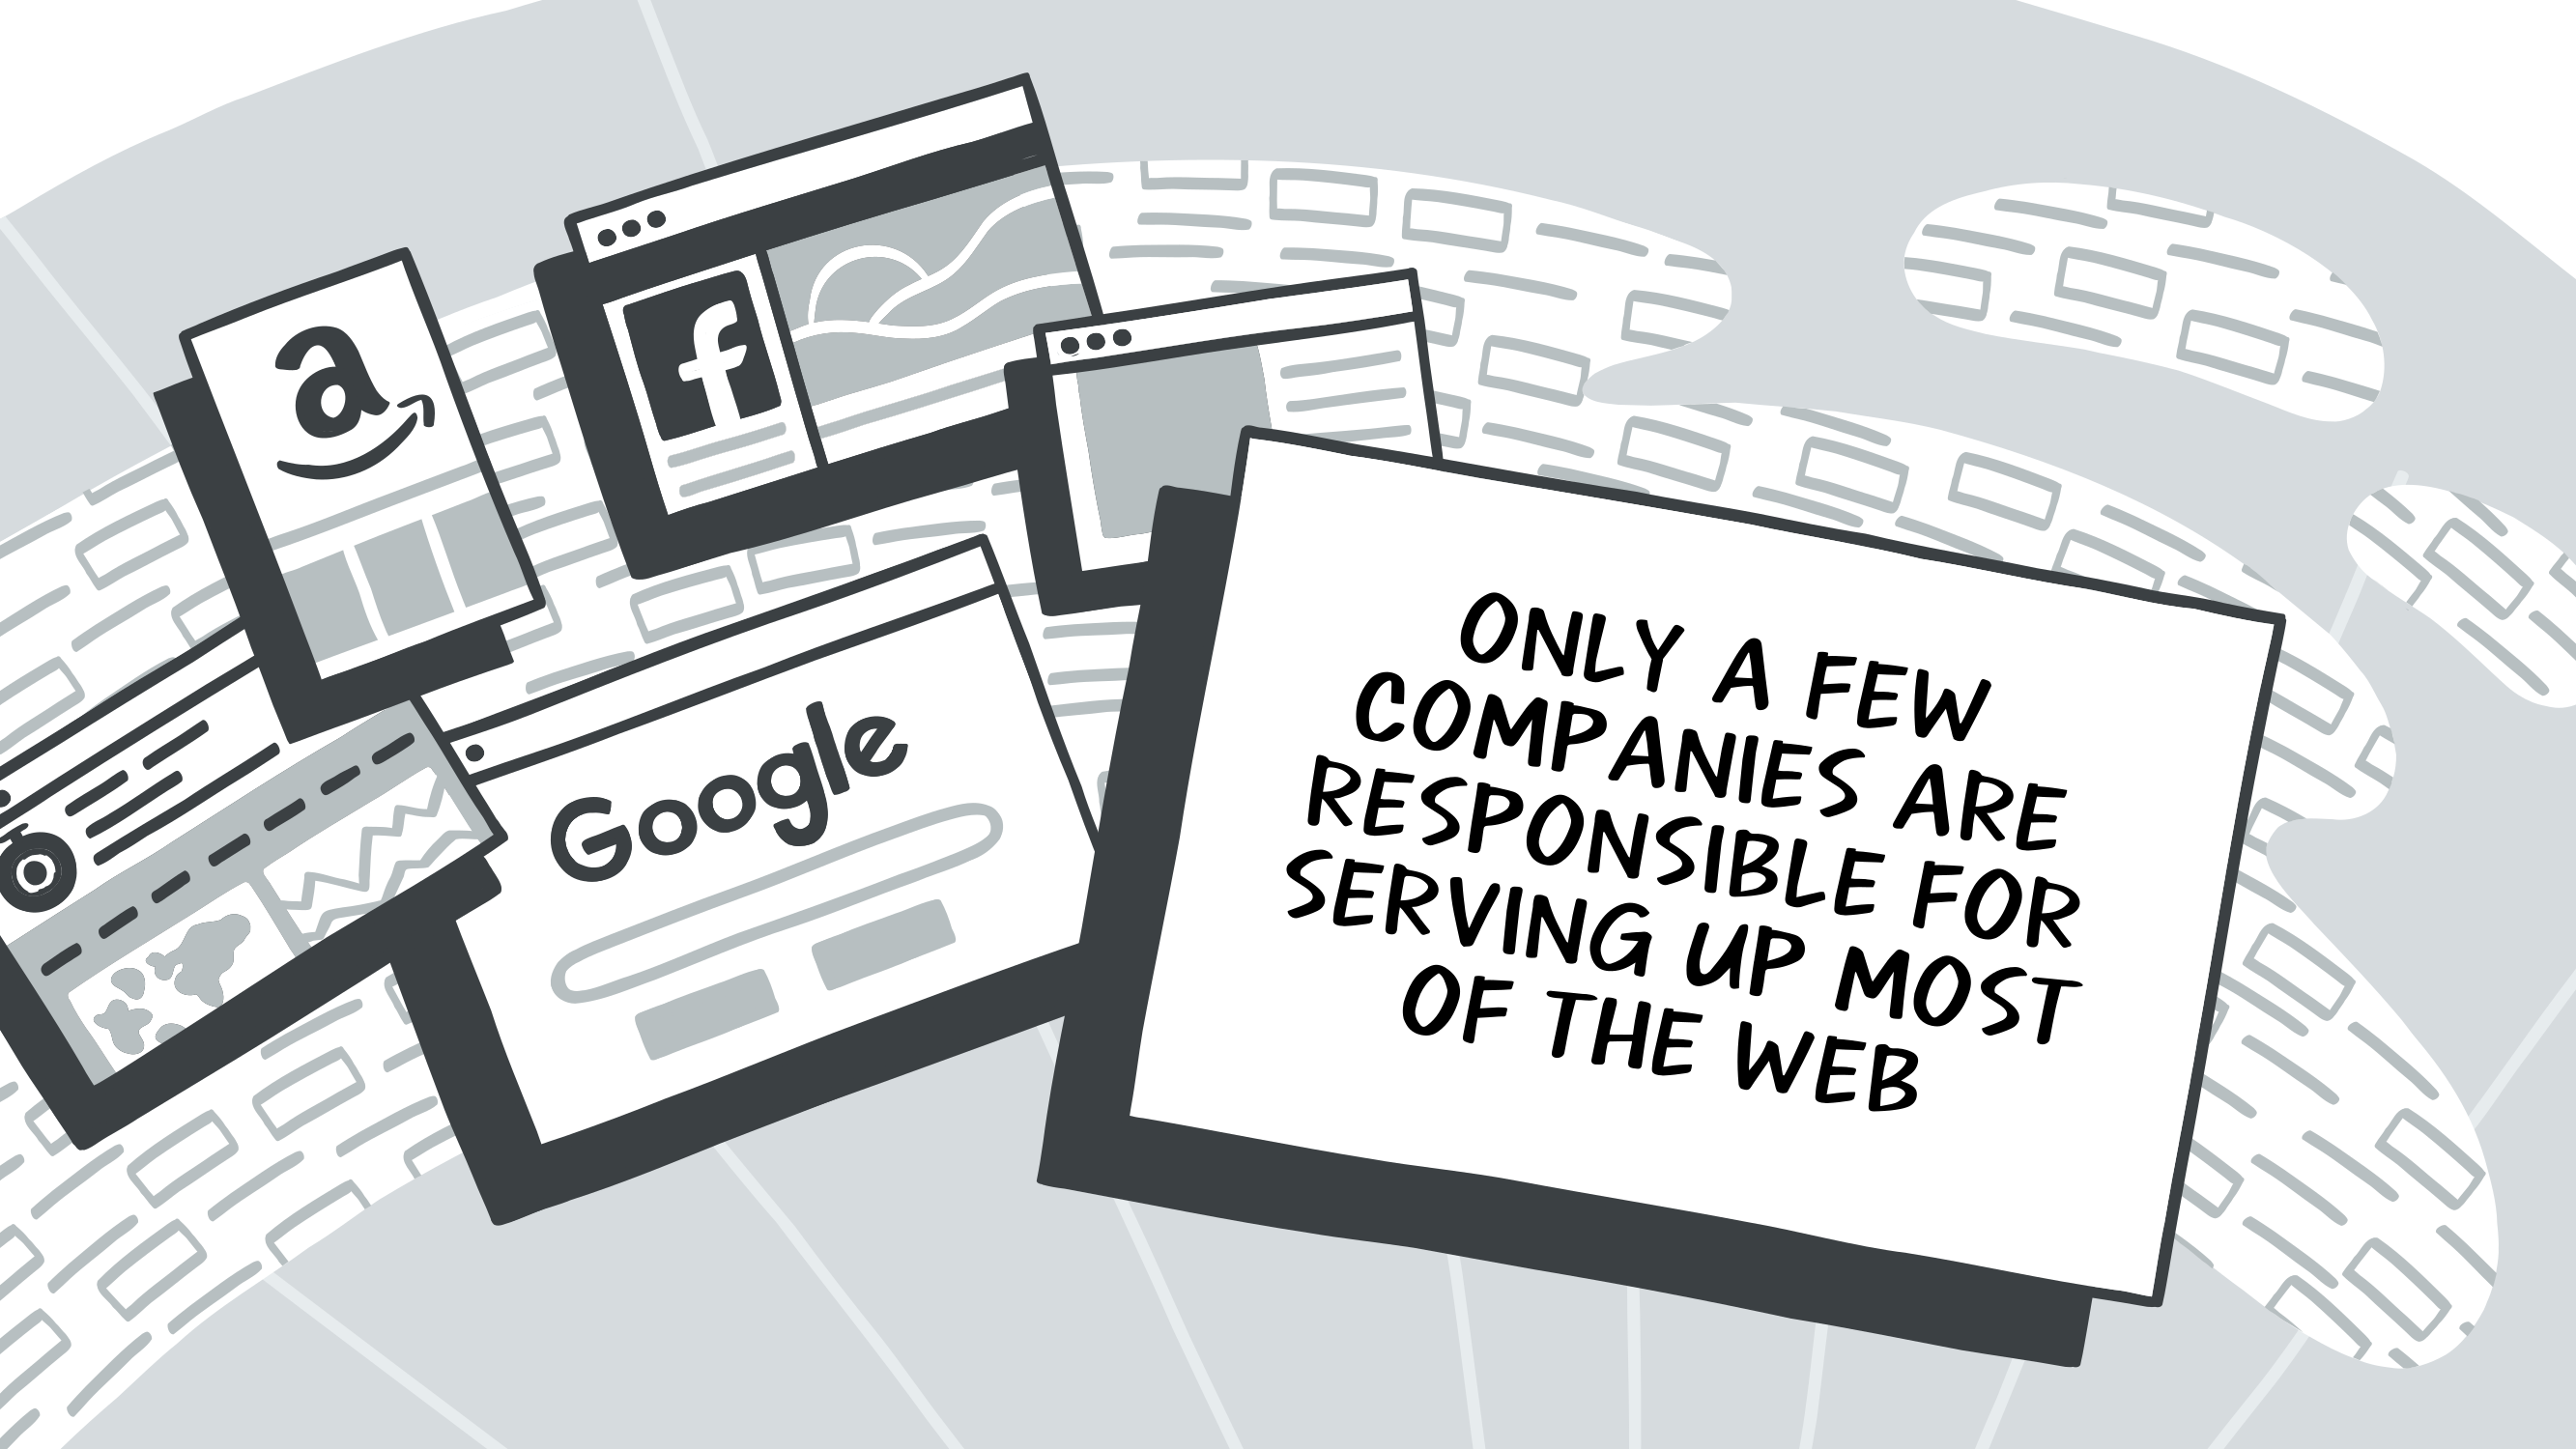 a
f
Google
ONLY A FEW
COMPANIES ARE
RESPONSIBLE FOR
SERVING UP MOST
OF THE WEB